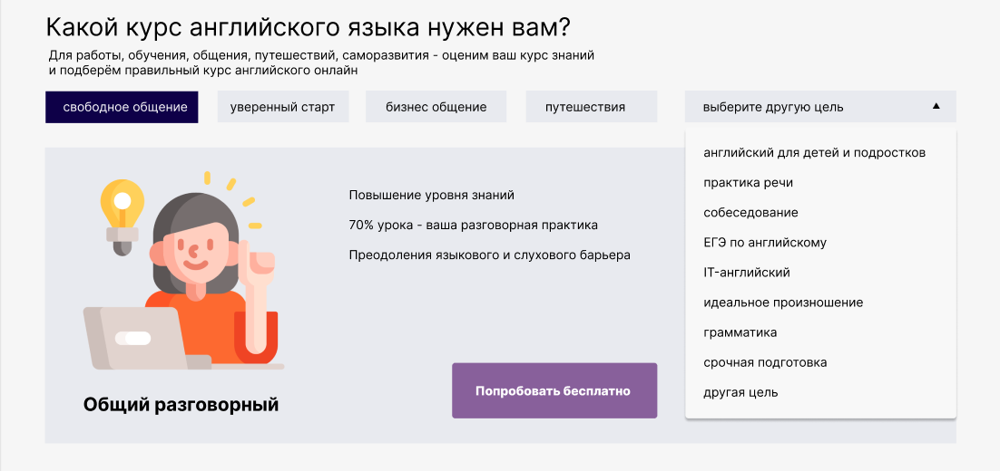 Какой курс английского языка нужен вам?
Для работы, обучения, общения, путешествий, саморазвития - оценим ваш курс знаний
и подберём правильный курс английского онлайн
свободное общение
уверенный старт
бизнес общение
путешествия
выберите другую цель
английский для детей и подростков
практика речи
собеседование
ЕГЭ по английскому
IT-английский
идеальное произношение
грамматика
срочная подготовка
другая цель
Повышение уровня знаний
70% урока - ваша разговорная практика
Преодоления языкового и слухового барьера
Общий разговорный
Попробовать бесплатно